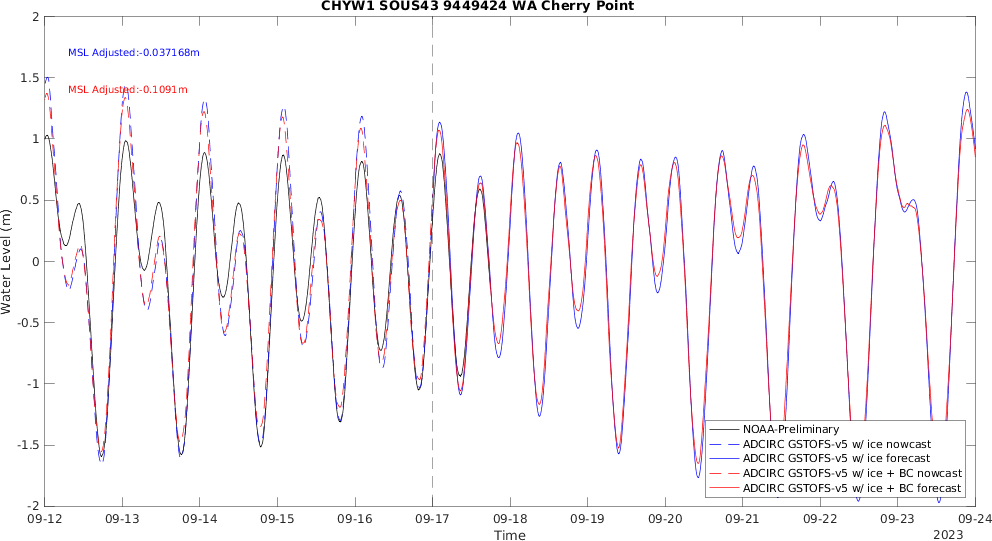 CHYW1 SOUS43 9449424 WA Cherry Point
MSL Adjusted:-0.037168m
MSL Adjusted:-0.1091m
Water Level (m)
2
1.5
1
0.5
0
-0.5
-1
-1.5
-2
NOAA-Preliminary
ADCIRC GSTOFS-v5 w/ ice nowcast
ADCIRC GSTOFS-v5 w/ ice forecast
ADCIRC GSTOFS-v5 w/ ice + BC nowcast
ADCIRC GSTOFS-v5 w/ ice + BC forecast
09-12 09-13 09-14 09-15 09-16 09-17 09-18 09-19 09-20 09-21 09-22 09-23 09-24
Time
2023